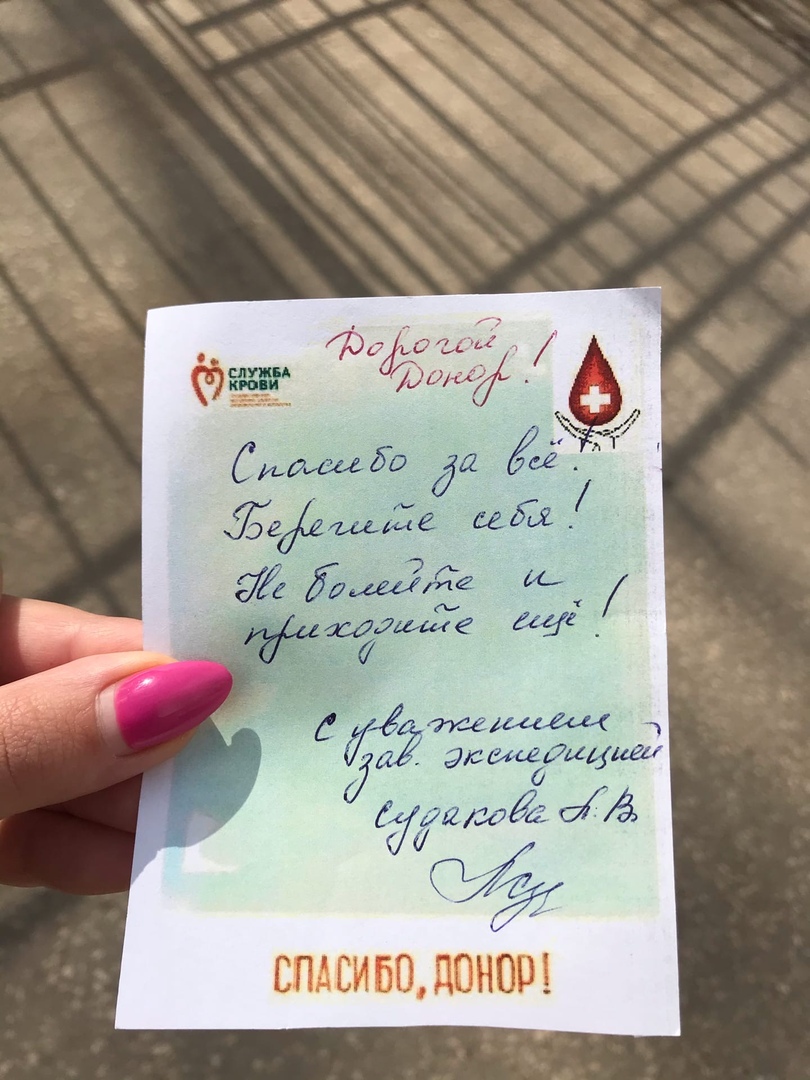 Дорогой
Донор!
СЛУЖБА
КРОВИ
Спасибо за всё!
Берегите себя!
Не болейте и
приходите ещё!
с уважением
зав. экспедицией
Судакова Л. В.
СПАСИБО, ДОНОР!